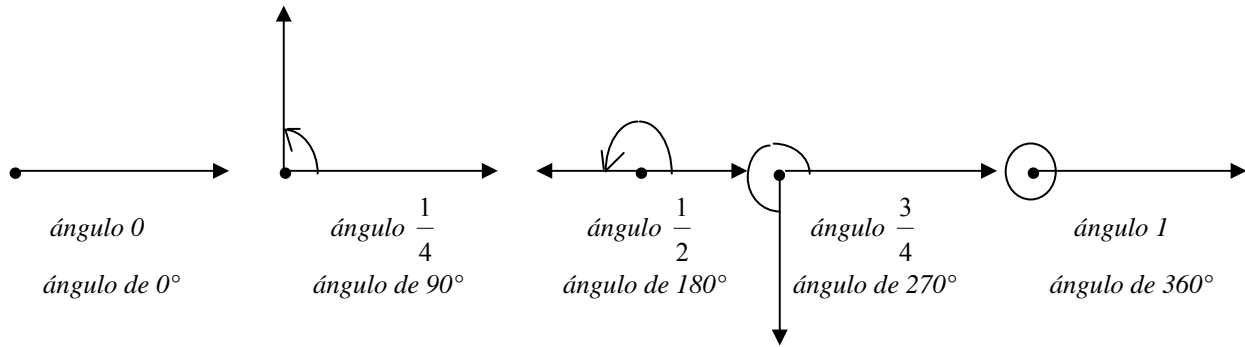 ángulo 0
ángulo de 0°
ángulo 1/4
ángulo de 90°
ángulo 1/2
ángulo de 180°
ángulo 3/4
ángulo de 270°
ángulo 1
ángulo de 360°